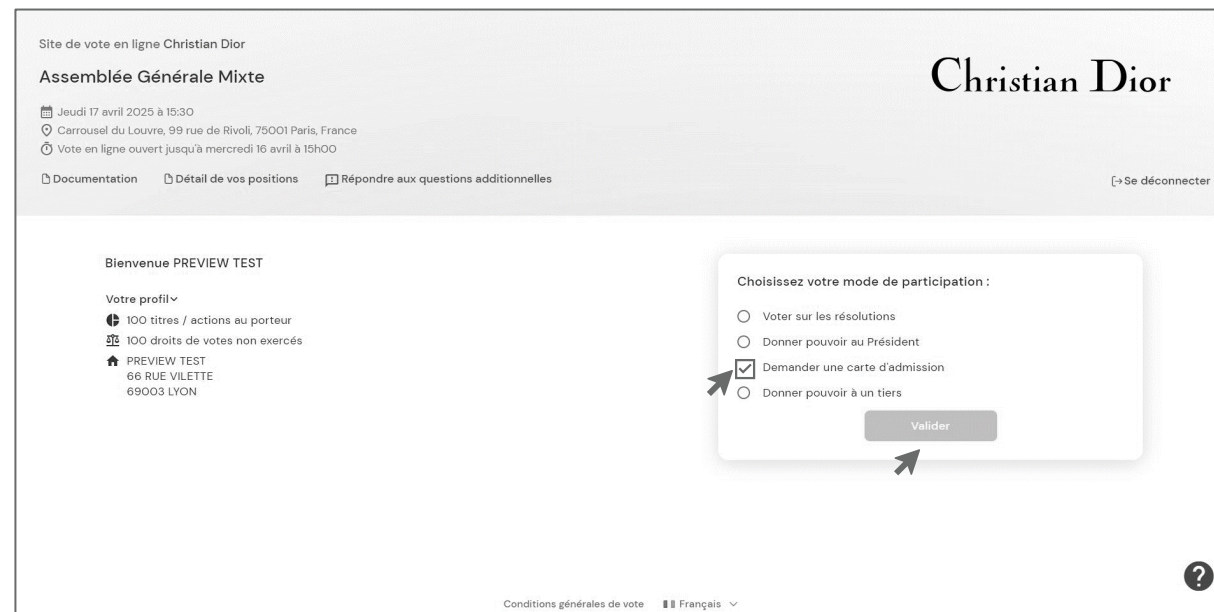 Site de vote en ligne Christian Dior
Christian Dior
Assemblée Générale Mixte
Jeudi 17 avril 2025 à 15:30
Carrousel du Louvre, 99 rue de Rivoli, 75001 Paris, France
Vote en ligne ouvert jusqu'à mercredi 16 avril à 15h00
Documentation Détail de vos positions Répondre aux questions additionnelles Se déconnecter
Bienvenue PREVIEW TEST
Votre profil
100 titres / actions au porteur
100 droits de votes non exercés
PREVIEW TEST
66 RUE VILETTE
69003 LYON
Choisissez votre mode de participation :
Voter sur les résolutions
Donner pouvoir au Président
Demander une carte d'admission
Donner pouvoir à un tiers
Valider
?
Conditions générales de vote Français